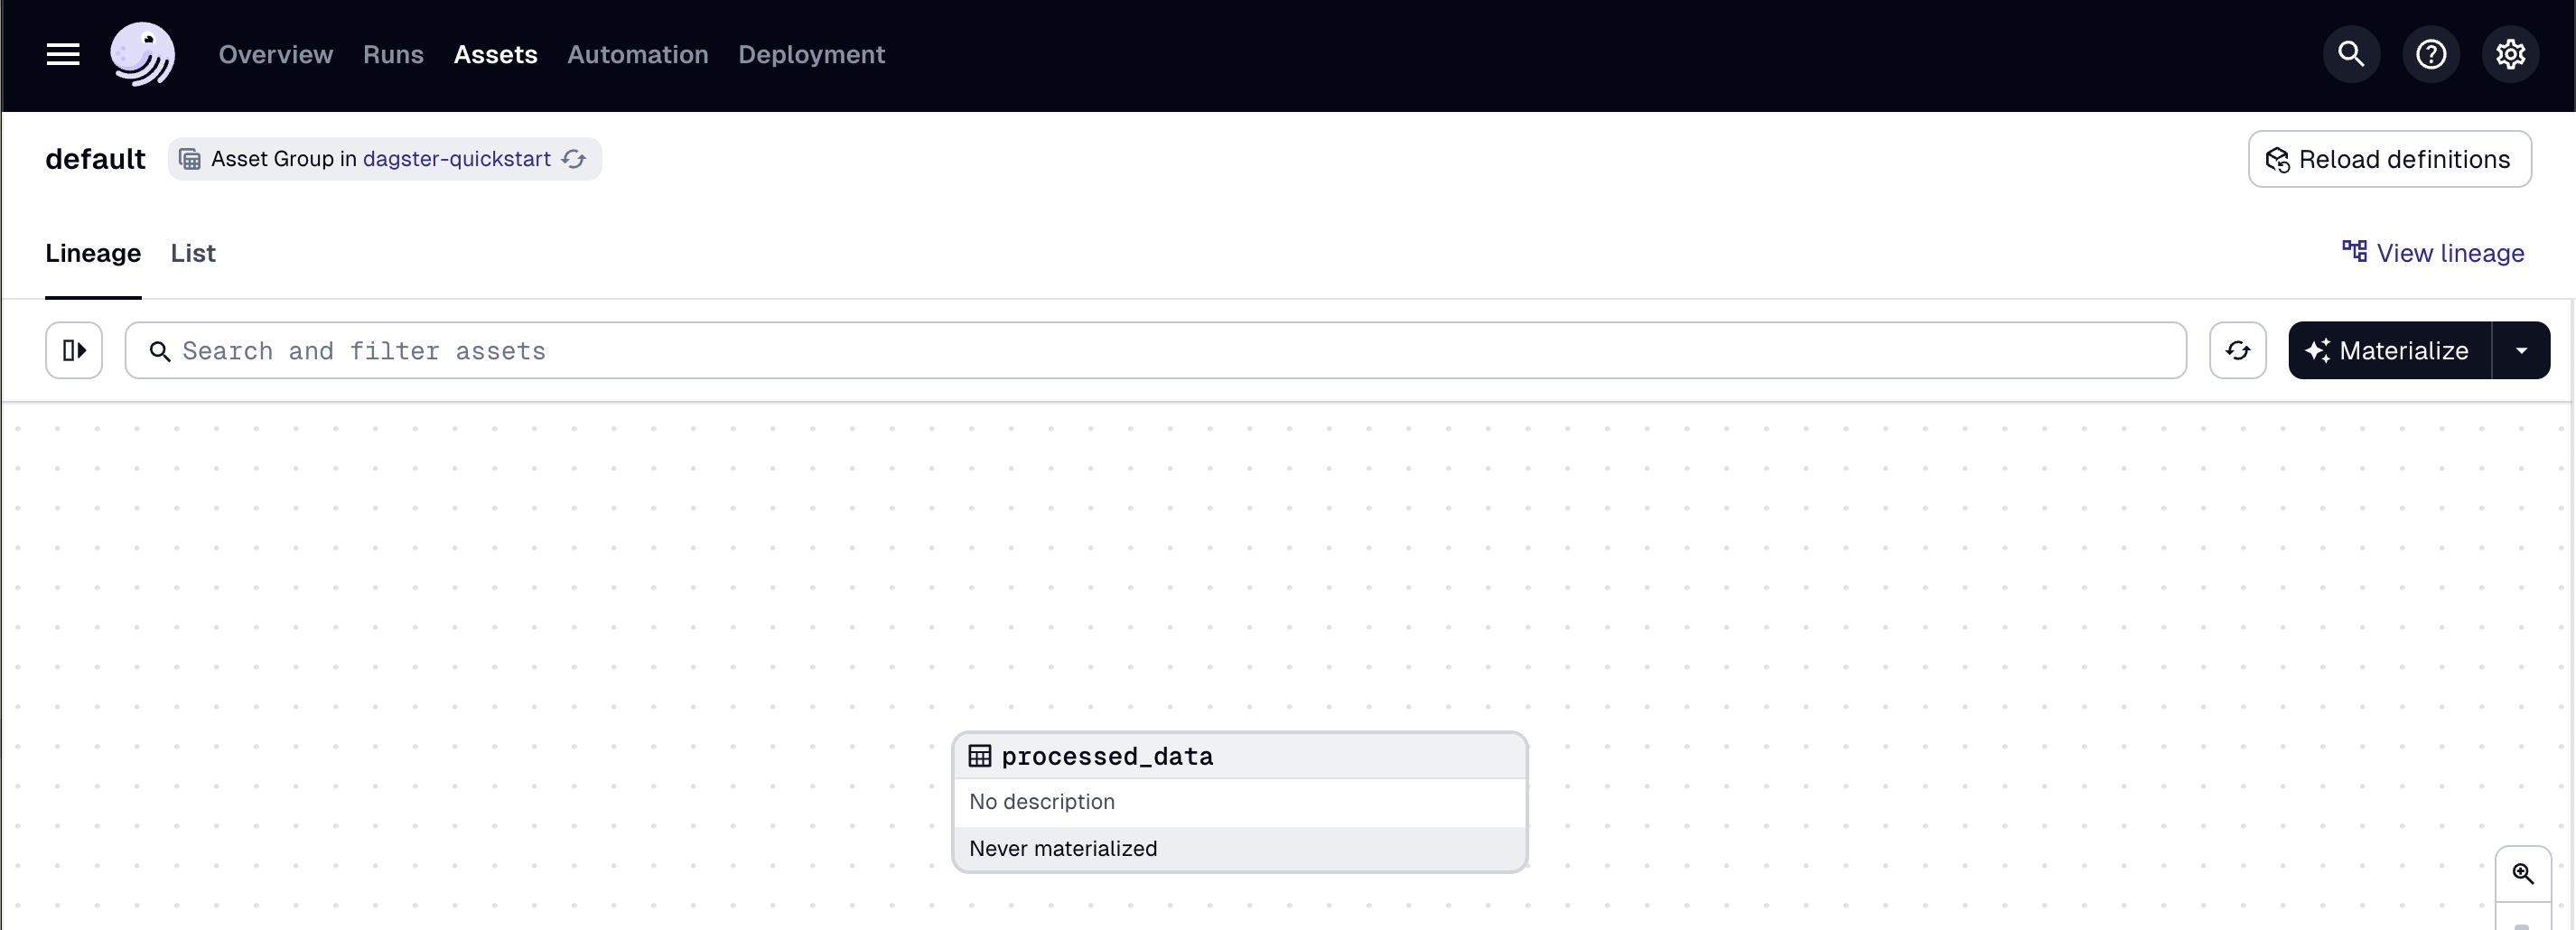 Overview Runs Assets Automation Deployment
default Asset Group in dagster-quickstart Reload definitions
Lineage List View lineage
Search and filter assets Materialize
processed_data
No description
Never materialized